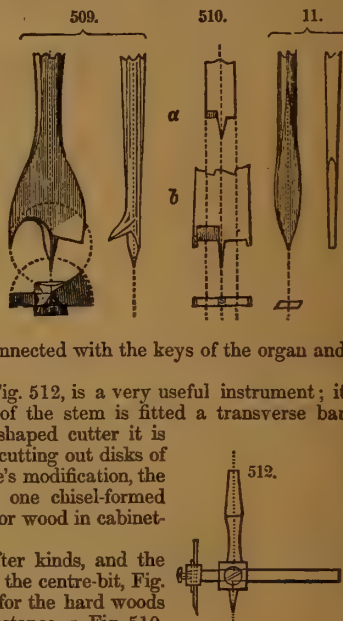 509.
510.
11.
a
b
nnected with the keys of the organ and
ig. 512, is a very useful instrument; it
of the stem is fitted a transverse bar
shaped cutter it is
cutting out disks of
e's modification, the
one chisel-formed
or wood in cabinet-
512.
fter kinds, and the
the centre-bit, Fig.
for the hard woods
Fig. 510,